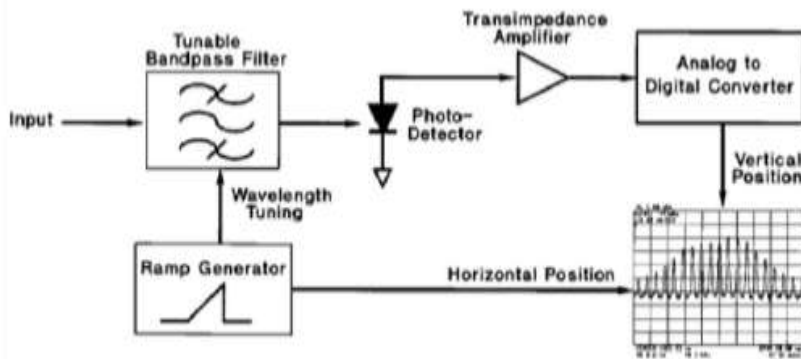 Tunable
Bandpass Filter
Transimpedance
Amplifier
Analog to
Digital Converter
Input
Photo-
Detector
Vertical
Position
Wavelength
Tuning
Ramp Generator
Horizontal Position